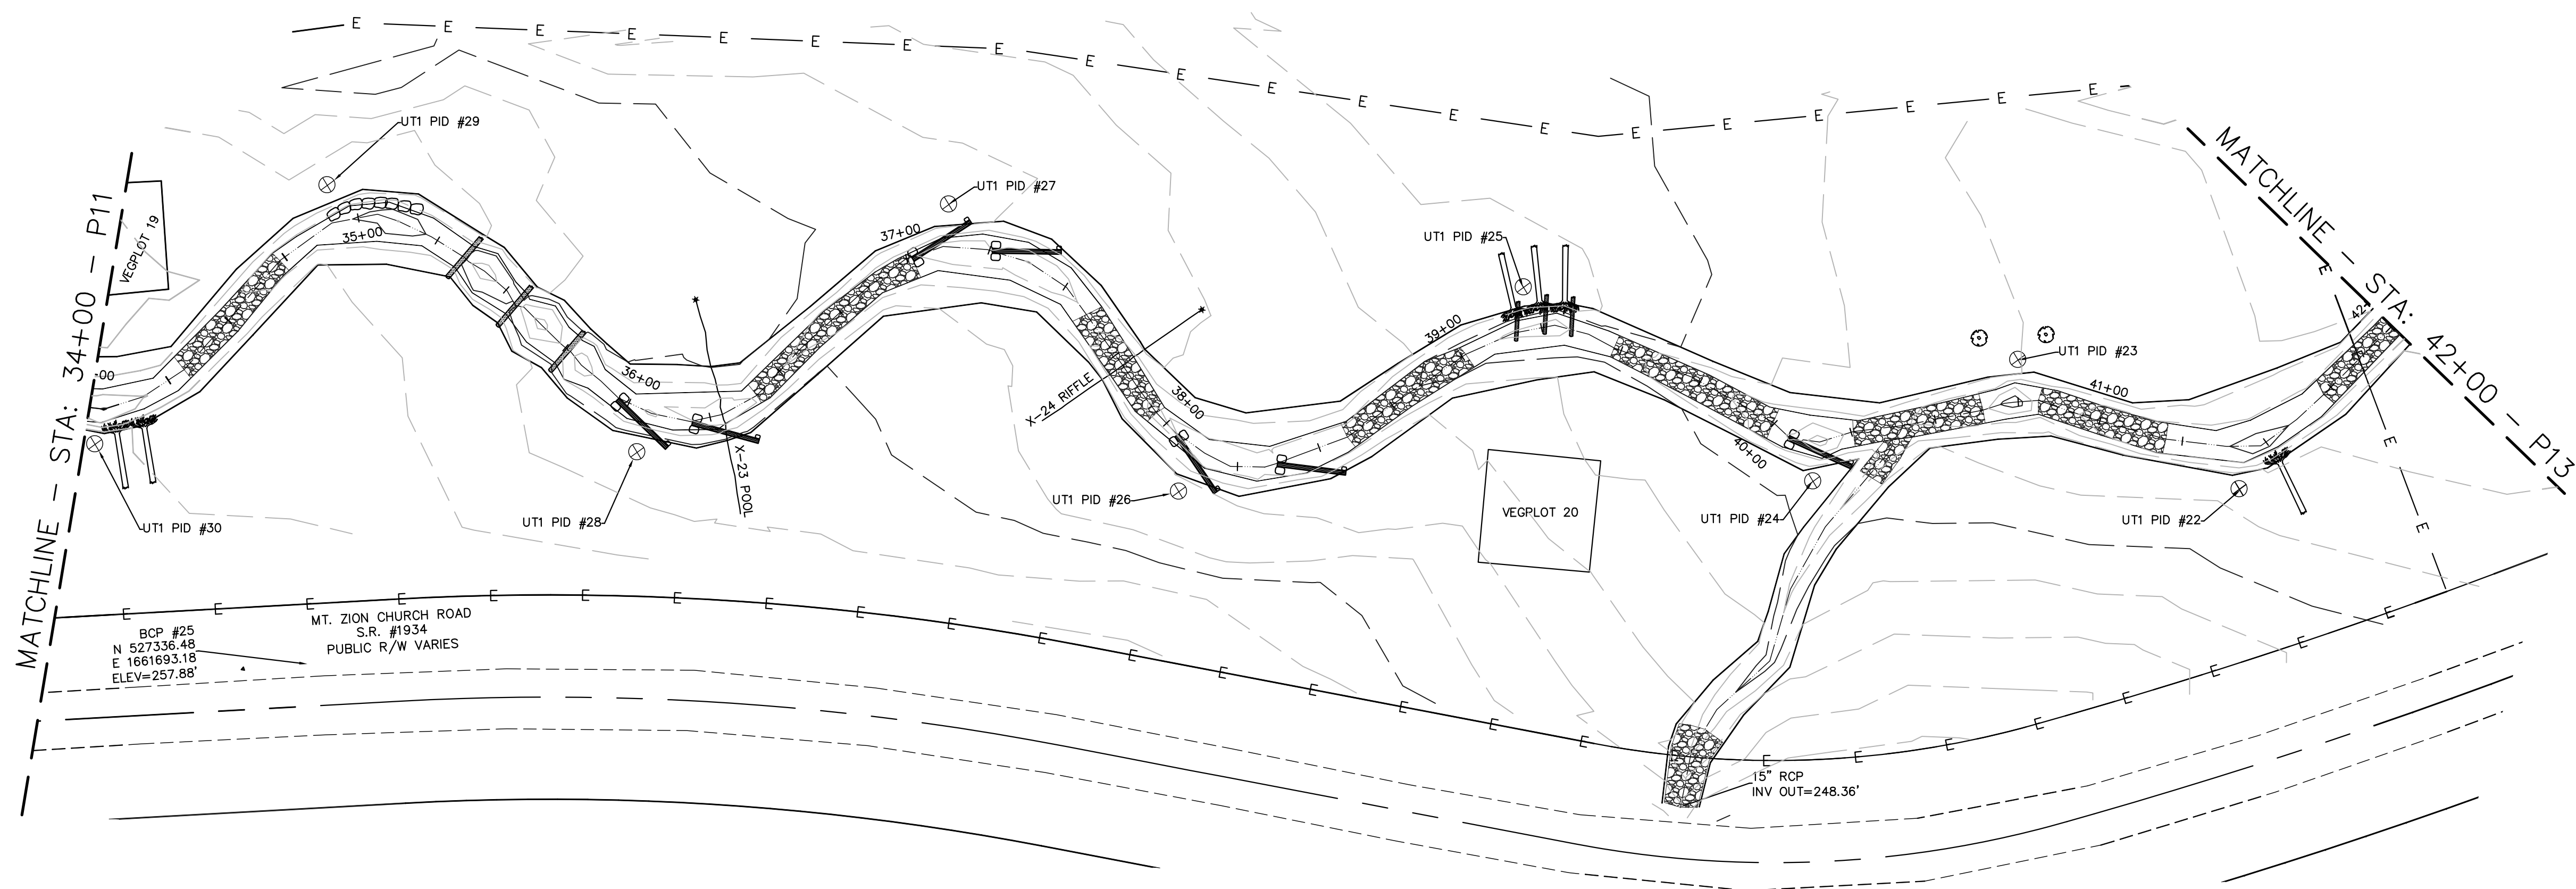 MATCHLINE - STA: 34+00 - P11
VEGPLOT 19
UT1 PID #29
35+00
UT1 PID #27
37+00
36+00
X-23 POOL
X-24 RIFFLE
38+00
39+00
UT1 PID #25
UT1 PID #23
41+00
40+00
MATCHLINE - STA: 42+00 - P13
UT1 PID #30
UT1 PID #28
UT1 PID #26
VEGPLOT 20
UT1 PID #24
UT1 PID #22
BCP #25
N 527336.48
E 1661693.18
ELEV=257.88'
MT. ZION CHURCH ROAD
S.R. #1934
PUBLIC R/W VARIES
15" RCP
INV OUT=248.36'
E E E E E E E E E E E E E E E E E E E E
E E E E E E E E E E E E E E E E E E E E E E E E E E
E
E
E